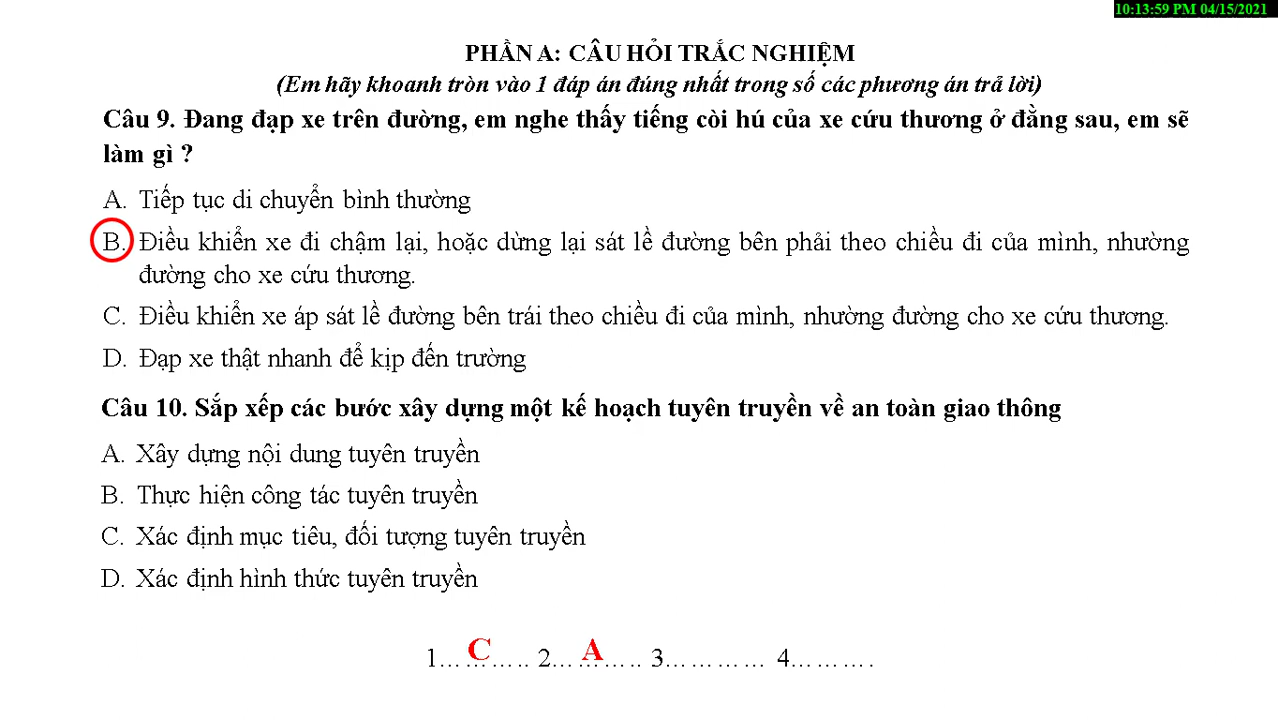 10:13:59 PM 04/15/2021
PHẦN A: CÂU HỎI TRẮC NGHIỆM
(Em hãy khoanh tròn vào 1 đáp án đúng nhất trong số các phương án trả lời)
Câu 9. Đang đạp xe trên đường, em nghe thấy tiếng còi hú của xe cứu thương ở đằng sau, em sẽ
làm gì ?
A. Tiếp tục di chuyển bình thường
B. Điều khiển xe đi chậm lại, hoặc dừng lại sát lề đường bên phải theo chiều đi của mình, nhường
đường cho xe cứu thương.
C. Điều khiển xe áp sát lề đường bên trái theo chiều đi của mình, nhường đường cho xe cứu thương.
D. Đạp xe thật nhanh để kịp đến trường
Câu 10. Sắp xếp các bước xây dựng một kế hoạch tuyên truyền về an toàn giao thông
A. Xây dựng nội dung tuyên truyền
B. Thực hiện công tác tuyên truyền
C. Xác định mục tiêu, đối tượng tuyên truyền
D. Xác định hình thức tuyên truyền
1... C ..... 2... A ..... 3............ 4..........